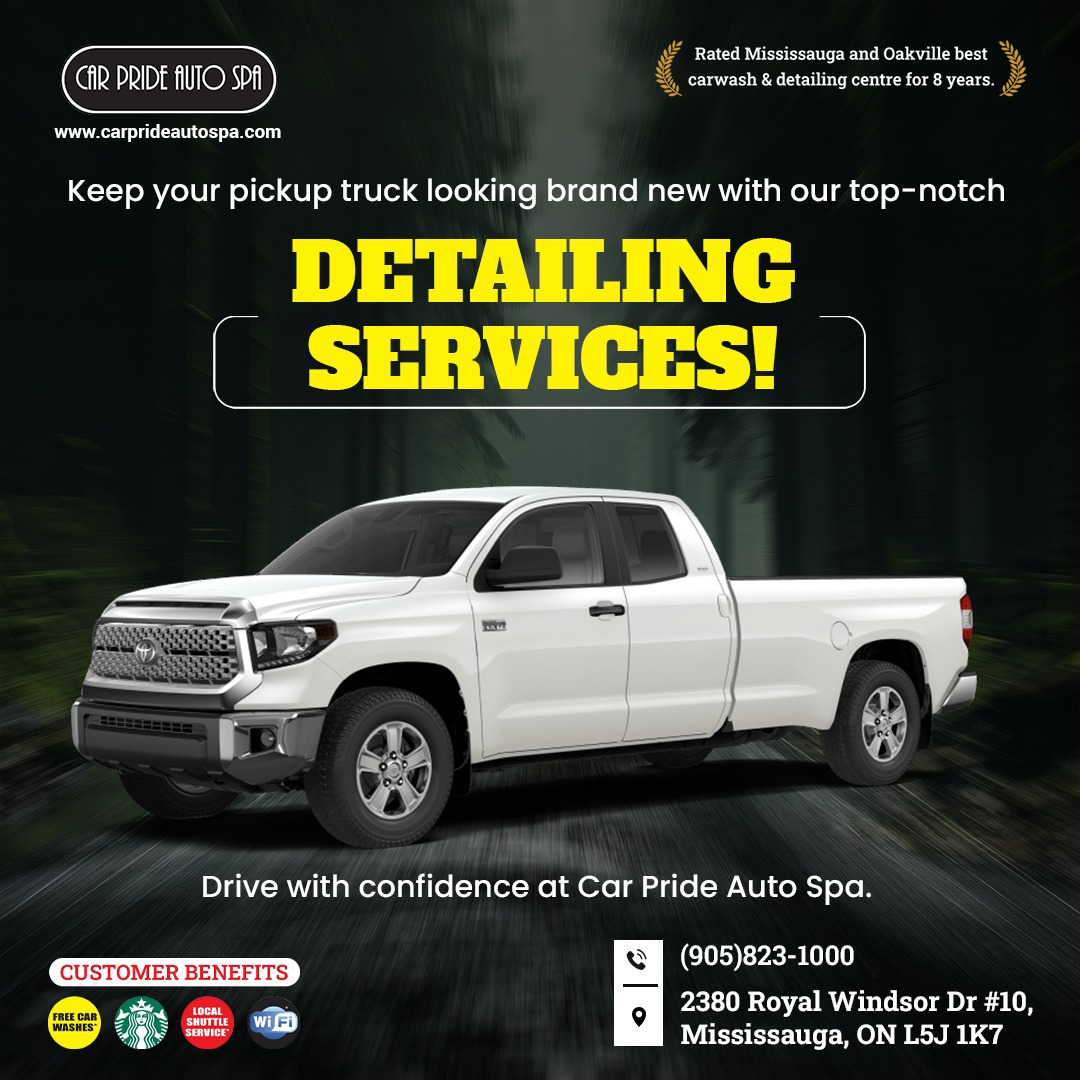 CAR PRIDE AUTO SPA
www.carprideautospa.com
Rated Mississauga and Oakville best
carwash & detailing centre for 8 years.
Keep your pickup truck looking brand new with our top-notch
DETAILING
SERVICES!
Drive with confidence at Car Pride Auto Spa.
CUSTOMER BENEFITS
FREE CAR
WASHES*
LOCAL
SHUTTLE
SERVICE*
WiFi
(905)823-1000
2380 Royal Windsor Dr #10,
Mississauga, ON L5J 1K7